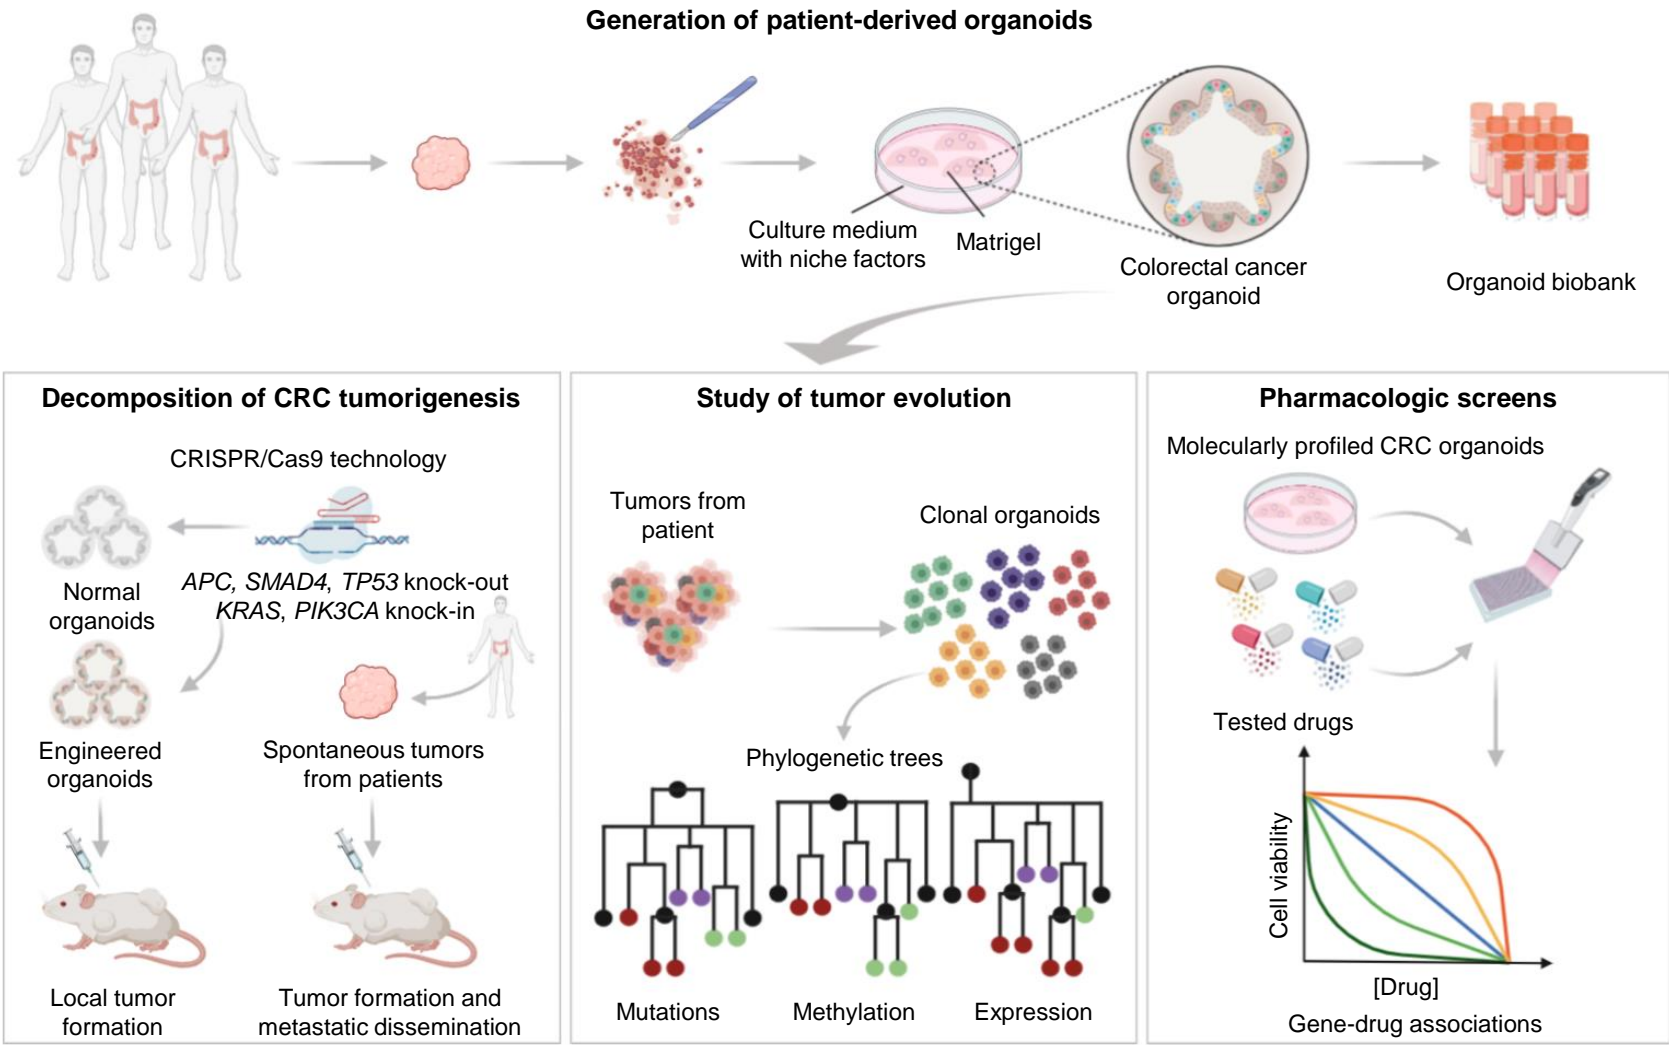 Generation of patient-derived organoids
Culture medium
with niche factors
Matrigel
Colorectal cancer
organoid
Organoid biobank
Decomposition of CRC tumorigenesis
CRISPR/Cas9 technology
Normal
organoids
APC, SMAD4, TP53 knock-out
KRAS, PIK3CA knock-in
Engineered
organoids
Spontaneous tumors
from patients
Local tumor
formation
Tumor formation and
metastatic dissemination
Study of tumor evolution
Tumors from
patient
Clonal organoids
Phylogenetic trees
Mutations
Methylation
Expression
Pharmacologic screens
Molecularly profiled CRC organoids
Tested drugs
Cell viability
[Drug]
Gene-drug associations